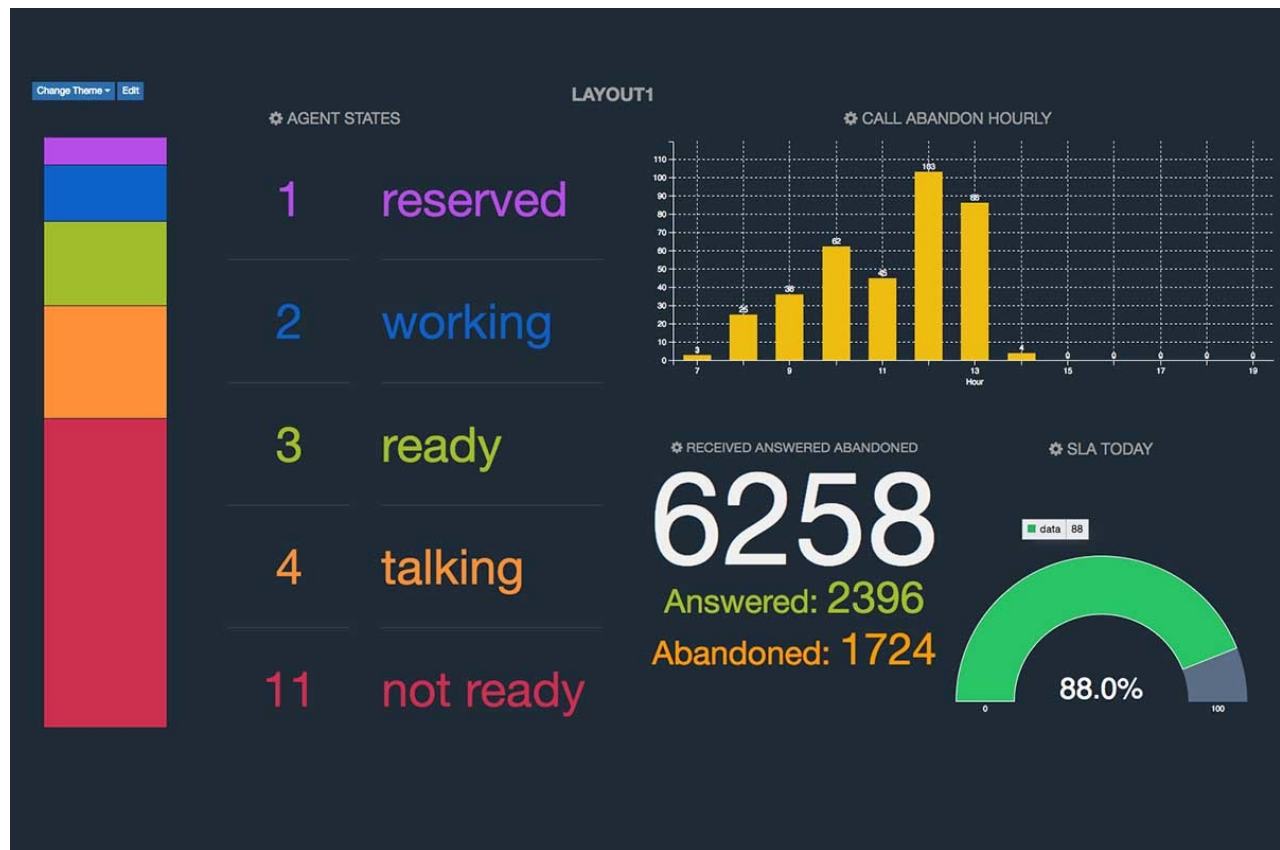 Change Theme Edit
LAYOUT1
AGENT STATES
1 reserved
2 working
3 ready
4 talking
11 not ready
CALL ABANDON HOURLY
110
100
90
80
70
60
50
40
30
20
10
0
3 25 36 62 45 103 4 0 0 0 0 0
7 9 11 13 15 17 19
Hour
RECEIVED ANSWERED ABANDONED
6258
Answered: 2396
Abandoned: 1724
SLA TODAY
data 88
88.0%
0 100